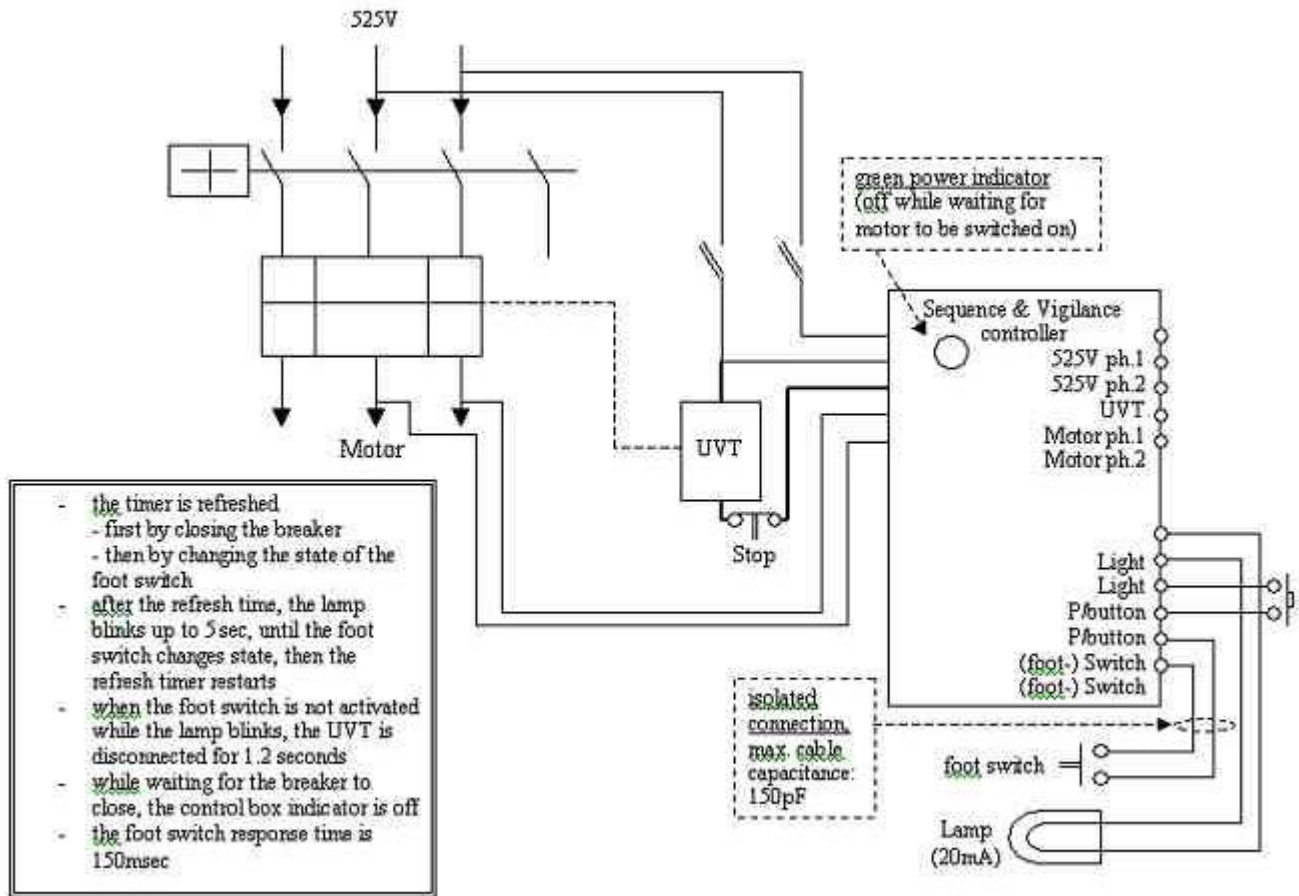 525V
green power indicator
(off while waiting for
motor to be switched on)
Sequence & Vigilance
controller
525V ph.1
525V ph.2
UVT
Motor ph.1
Motor ph.2
Motor
UVT
Stop
- the timer is refreshed
- first by closing the breaker
- then by changing the state of the
foot switch
- after the refresh time, the lamp
blinks up to 5 sec, until the foot
switch changes state, then the
refresh timer restarts
- when the foot switch is not activated
while the lamp blinks, the UVT is
disconnected for 1.2 seconds
- while waiting for the breaker to
close, the control box indicator is off
- the foot switch response time is
150msec
Light
Light
P/button
P/button
(foot-) Switch
(foot-) Switch
isolated
connection,
max. cable
capacitance:
150pF
foot switch
Lamp
(20mA)